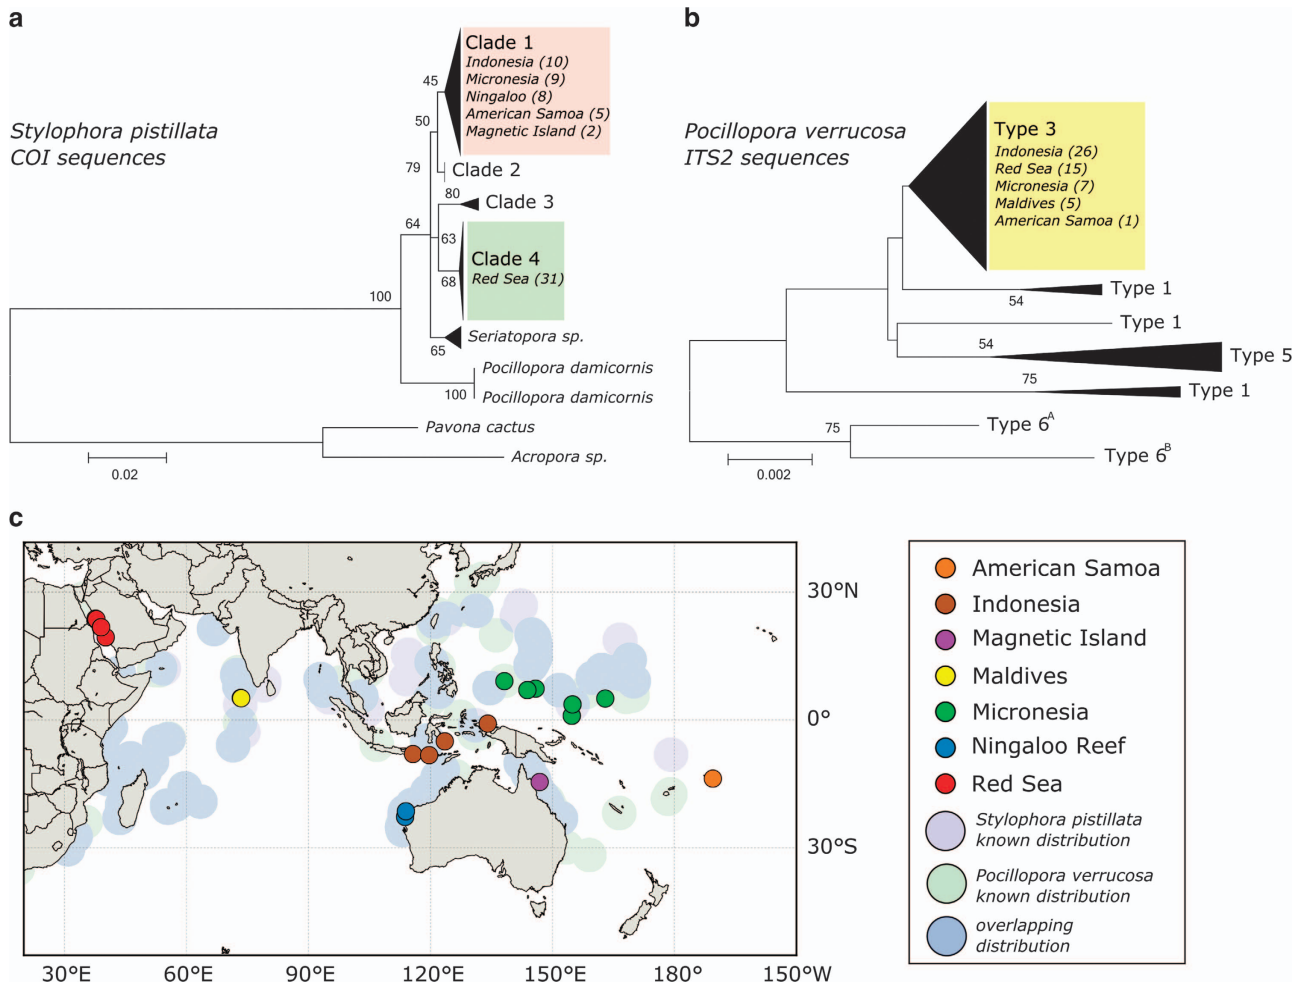 a
Stylophora pistillata
COI sequences
Clade 1
Indonesia (10)
Micronesia (9)
Ningaloo (8)
American Samoa (5)
Magnetic Island (2)
45
50
79
Clade 2
80
Clade 3
64
63
Clade 4
Red Sea (31)
68
100
Seriatopora sp.
65
Pocillopora damicornis
100
Pocillopora damicornis
Pavona cactus
Acropora sp.
0.02
b
Pocillopora verrucosa
ITS2 sequences
Type 3
Indonesia (26)
Red Sea (15)
Micronesia (7)
Maldives (5)
American Samoa (1)
54
Type 1
Type 1
54
Type 5
75
Type 1
75
Type 6A
Type 6B
0.002
c
30°N
0°
30°S
30°E
60°E
90°E
120°E
150°E
180°
150°W
American Samoa
Indonesia
Magnetic Island
Maldives
Micronesia
Ningaloo Reef
Red Sea
Stylophora pistillata
known distribution
Pocillopora verrucosa
known distribution
overlapping
distribution